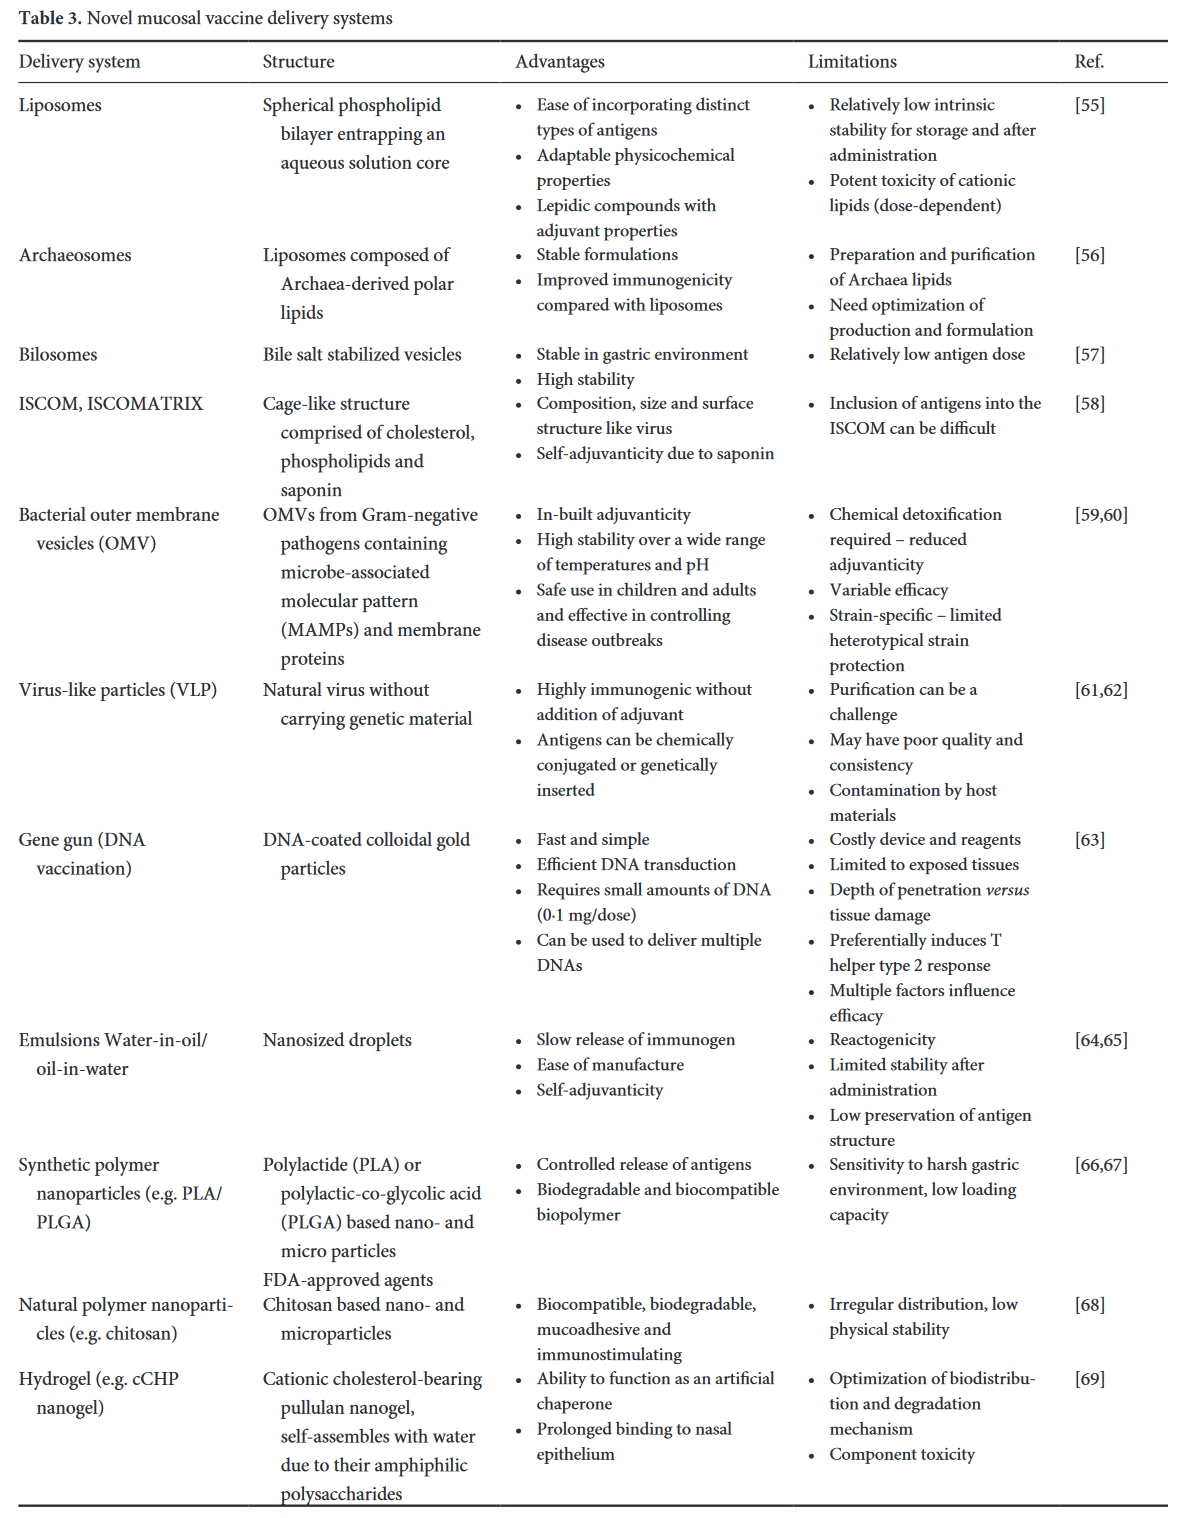 Table 3. Novel mucosal vaccine delivery systems
Delivery system Structure Advantages Limitations Ref.
Liposomes
Spherical phospholipid
bilayer entrapping an
aqueous solution core
• Ease of incorporating distinct
types of antigens
• Adaptable physicochemical
properties
• Lepidic compounds with
adjuvant properties
• Relatively low intrinsic
stability for storage and after
administration
• Potent toxicity of cationic
lipids (dose-dependent)
[55]
Archaeosomes
Liposomes composed of
Archaea-derived polar
lipids
• Stable formulations
• Improved immunogenicity
compared with liposomes
• Preparation and purification
of Archaea lipids
• Need optimization of
production and formulation
[56]
Bilosomes
Bile salt stabilized vesicles
• Stable in gastric environment
• High stability
• Relatively low antigen dose
[57]
ISCOM, ISCOMATRIX
Cage-like structure
comprised of cholesterol,
phospholipids and
saponin
• Composition, size and surface
structure like virus
• Self-adjuvanticity due to saponin
• Inclusion of antigens into the
ISCOM can be difficult
[58]
Bacterial outer membrane
vesicles (OMV)
OMVs from Gram-negative
pathogens containing
microbe-associated
molecular pattern
(MAMPs) and membrane
proteins
• In-built adjuvanticity
• High stability over a wide range
of temperatures and pH
• Safe use in children and adults
and effective in controlling
disease outbreaks
• Chemical detoxification
required – reduced
adjuvanticity
• Variable efficacy
• Strain-specific – limited
heterotypical strain
protection
[59,60]
Virus-like particles (VLP)
Natural virus without
carrying genetic material
• Highly immunogenic without
addition of adjuvant
• Antigens can be chemically
conjugated or genetically
inserted
• Purification can be a
challenge
• May have poor quality and
consistency
• Contamination by host
materials
[61,62]
Gene gun (DNA
vaccination)
DNA-coated colloidal gold
particles
• Fast and simple
• Efficient DNA transduction
• Requires small amounts of DNA
(0·1 mg/dose)
• Can be used to deliver multiple
DNAs
• Costly device and reagents
• Limited to exposed tissues
• Depth of penetration versus
tissue damage
• Preferentially induces T
helper type 2 response
• Multiple factors influence
efficacy
[63]
Emulsions Water-in-oil/
oil-in-water
Nanosized droplets
• Slow release of immunogen
• Ease of manufacture
• Self-adjuvanticity
• Reactogenicity
• Limited stability after
administration
• Low preservation of antigen
structure
[64,65]
Synthetic polymer
nanoparticles (e.g. PLA/
PLGA)
Polylactide (PLA) or
polylactic-co-glycolic acid
(PLGA) based nano- and
micro particles
FDA-approved agents
• Controlled release of antigens
• Biodegradable and biocompatible
biopolymer
• Sensitivity to harsh gastric
environment, low loading
capacity
[66,67]
Natural polymer nanoparti-
cles (e.g. chitosan)
Chitosan based nano- and
microparticles
• Biocompatible, biodegradable,
mucoadhesive and
immunostimulating
• Irregular distribution, low
physical stability
[68]
Hydrogel (e.g. cCHP
nanogel)
Cationic cholesterol-bearing
pullulan nanogel,
self-assembles with water
due to their amphiphilic
polysaccharides
• Ability to function as an artificial
chaperone
• Prolonged binding to nasal
epithelium
• Optimization of biodistribu-
tion and degradation
mechanism
• Component toxicity
[69]